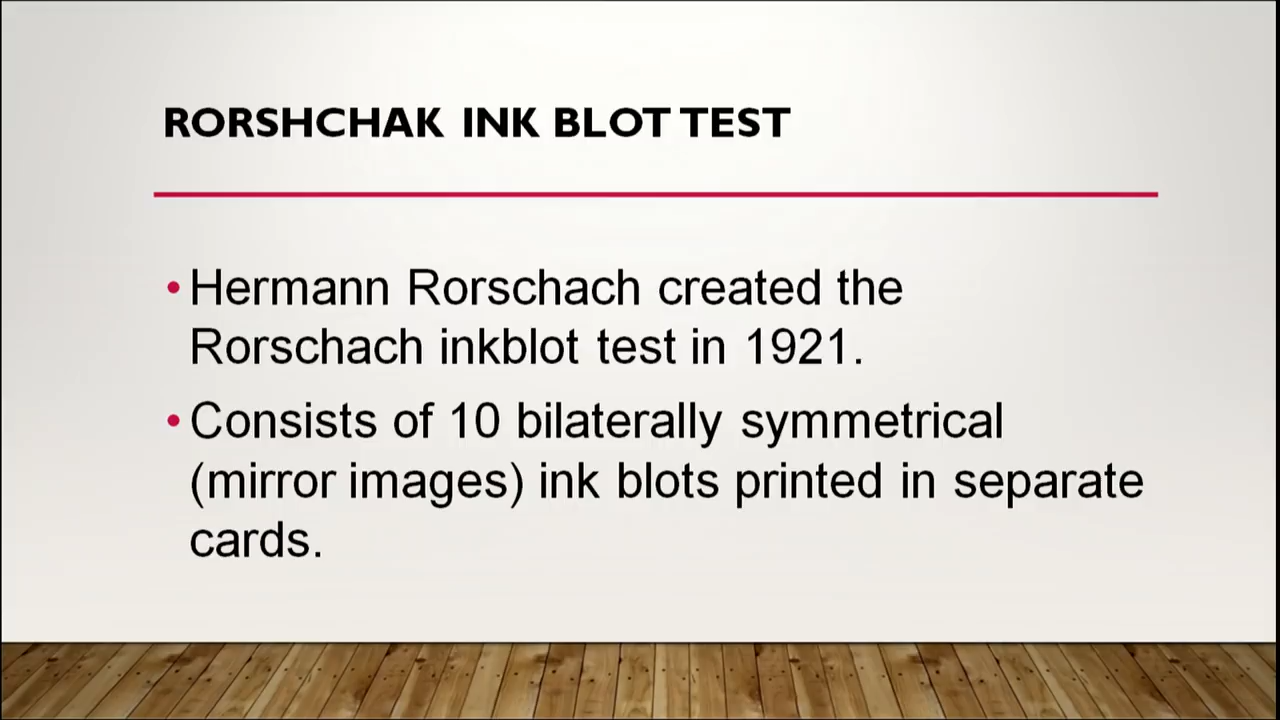 RORSHCHAK INK BLOT TEST
•Hermann Rorschach created the
Rorschach inkblot test in 1921.
•Consists of 10 bilaterally symmetrical
(mirror images) ink blots printed in separate
cards.